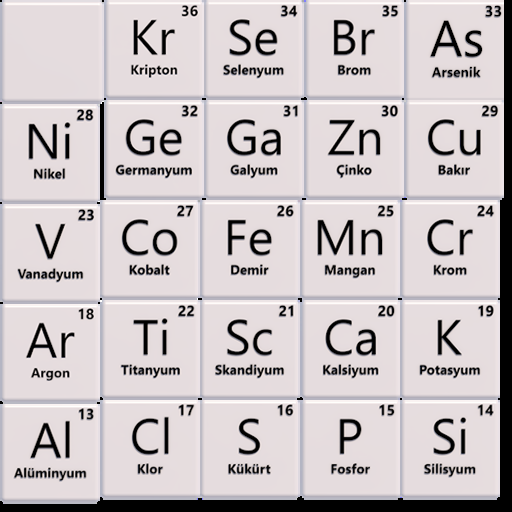 36
Kr
Kripton
34
Se
Selenyum
35
Br
Brom
33
As
Arsenik
28
Ni
Nikel
32
Ge
Germanyum
31
Ga
Galyum
30
Zn
Çinko
29
Cu
Bakır
23
V
Vanadyum
27
Co
Kobalt
26
Fe
Demir
25
Mn
Mangan
24
Cr
Krom
18
Ar
Argon
22
Ti
Titanyum
21
Sc
Skandiyum
20
Ca
Kalsiyum
19
K
Potasyum
13
Al
Alüminyum
17
Cl
Klor
16
S
Kükürt
15
P
Fosfor
14
Si
Silisyum